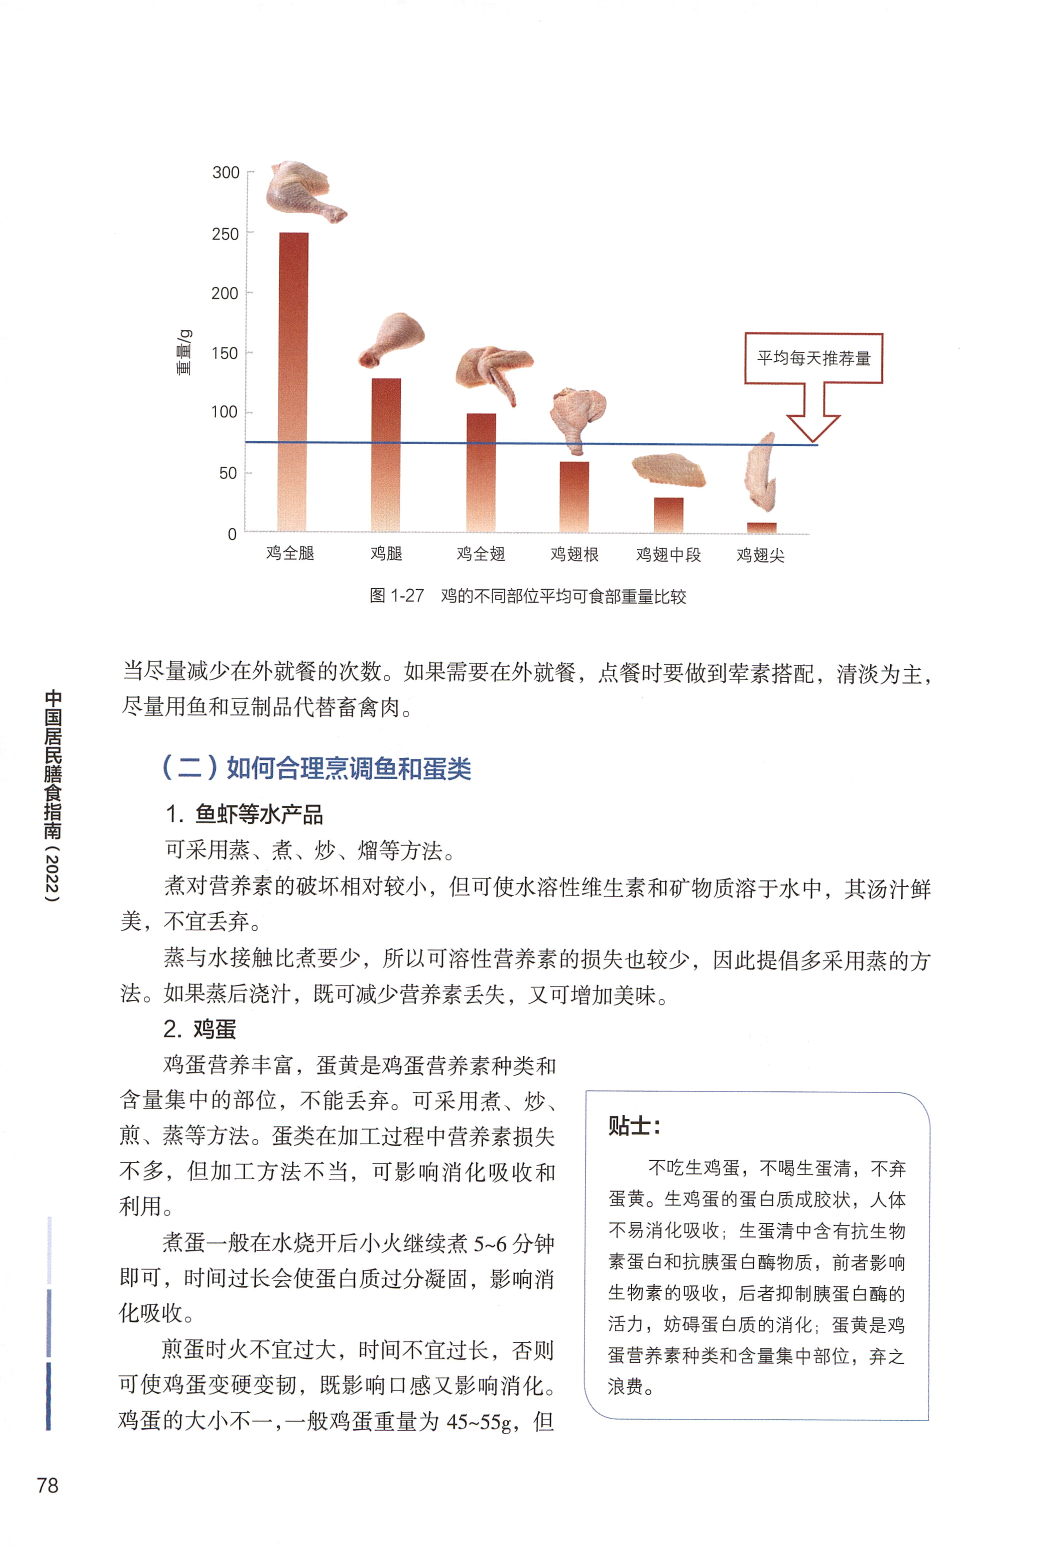 300
250
200
150
100
50
0
重量/g
平均每天推荐量
鸡全腿 鸡腿 鸡全翅 鸡翅根 鸡翅中段 鸡翅尖
图 1-27 鸡的不同部位平均可食部重量比较
当尽量减少在外就餐的次数。如果需要在外就餐，点餐时要做到荤素搭配，清淡为主，
尽量用鱼和豆制品代替畜禽肉。
（二）如何合理烹调鱼和蛋类
1. 鱼虾等水产品
可采用蒸、煮、炒、熘等方法。
煮对营养素的破坏相对较小，但可使水溶性维生素和矿物质溶于水中，其汤汁鲜
美，不宜丢弃。
蒸与水接触比煮要少，所以可溶性营养素的损失也较少，因此提倡多采用蒸的方
法。如果蒸后浇汁，既可减少营养素丢失，又可增加美味。
2. 鸡蛋
鸡蛋营养丰富，蛋黄是鸡蛋营养素种类和
含量集中的部位，不能丢弃。可采用煮、炒、
煎、蒸等方法。蛋类在加工过程中营养素损失
不多，但加工方法不当，可影响消化吸收和
利用。
煮蛋一般在水烧开后小火继续煮 5~6 分钟
即可，时间过长会使蛋白质过分凝固，影响消
化吸收。
煎蛋时火不宜过大，时间不宜过长，否则
可使鸡蛋变硬变韧，既影响口感又影响消化。
鸡蛋的大小不一，一般鸡蛋重量为 45~55g，但
贴士：
不吃生鸡蛋，不喝生蛋清，不弃
蛋黄。生鸡蛋的蛋白质成胶状，人体
不易消化吸收；生蛋清中含有抗生物
素蛋白和抗胰蛋白酶物质，前者影响
生物素的吸收，后者抑制胰蛋白酶的
活力，妨碍蛋白质的消化；蛋黄是鸡
蛋营养素种类和含量集中部位，弃之
浪费。
中国居民膳食指南（2022）
78